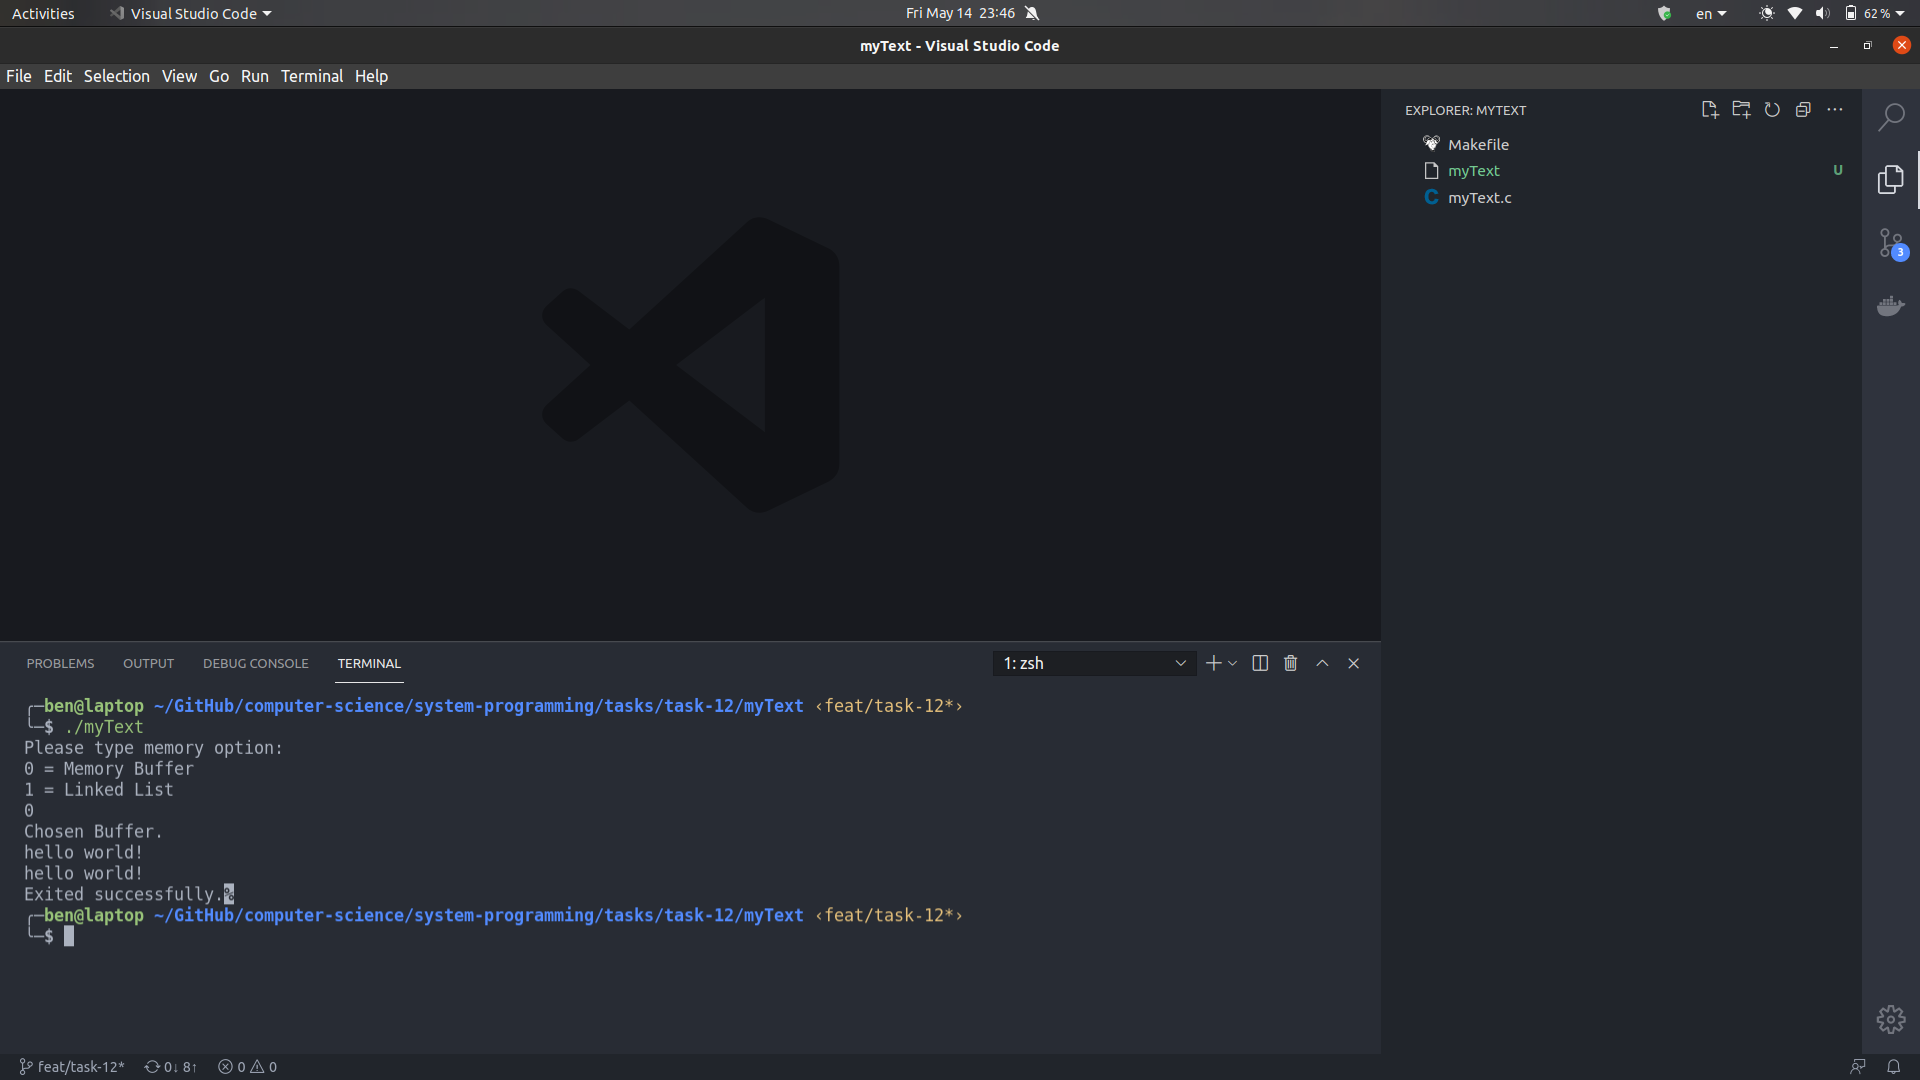 Activities Visual Studio Code Fri May 14 23:46 en 62 %
myText - Visual Studio Code
File Edit Selection View Go Run Terminal Help
EXPLORER: MYTEXT
Makefile
myText U
myText.c
3
PROBLEMS OUTPUT DEBUG CONSOLE TERMINAL 1: zsh
╭─ben@laptop ~/GitHub/computer-science/system-programming/tasks/task-12/myText ‹feat/task-12*›
╰─$ ./myText
Please type memory option:
0 = Memory Buffer
1 = Linked List
0
Chosen Buffer.
hello world!
hello world!
Exited successfully.%
╭─ben@laptop ~/GitHub/computer-science/system-programming/tasks/task-12/myText ‹feat/task-12*›
╰─$
feat/task-12* 0↓ 8↑ 0 0